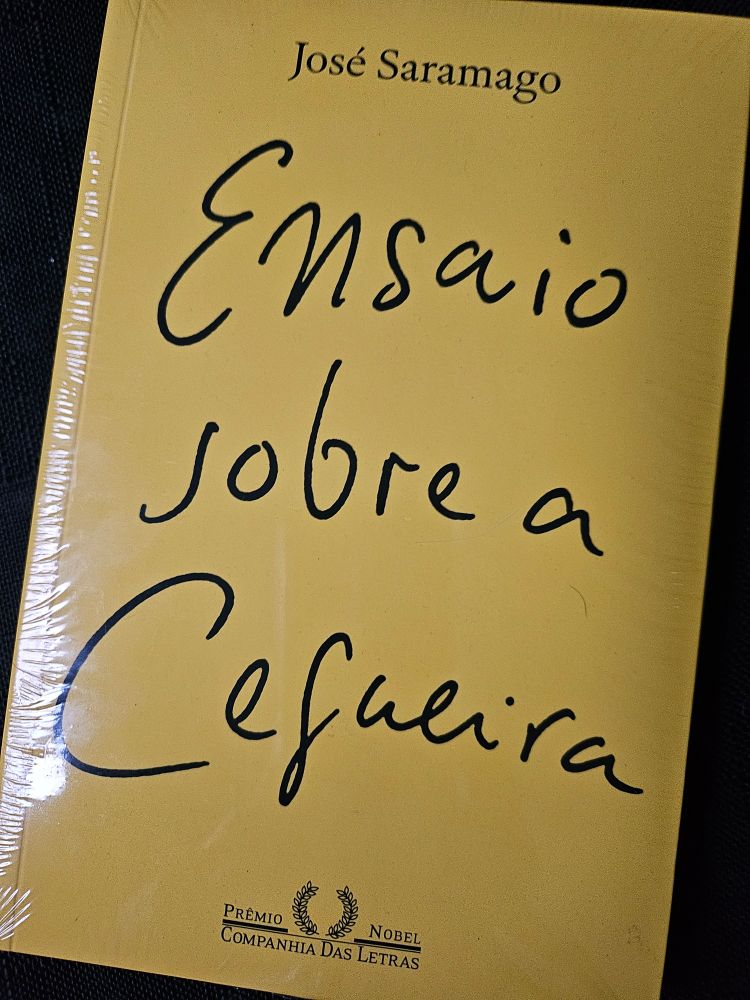 José Saramago
Ensaio
sobre a
Cegueira
PRÊMIO NOBEL
COMPANHIA DAS LETRAS